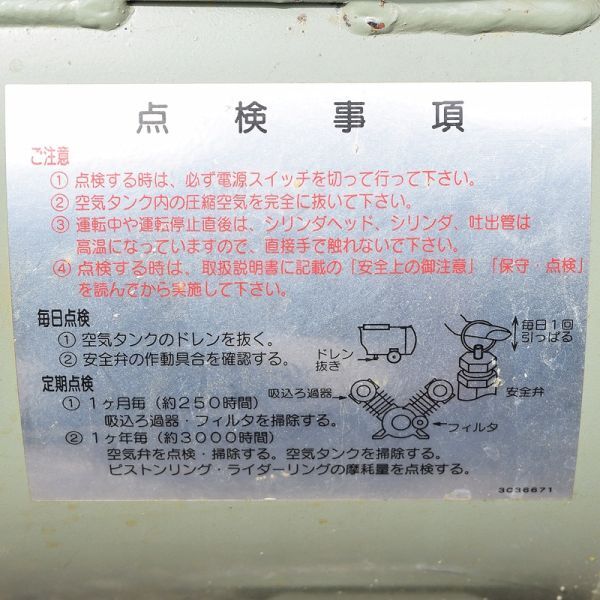 点検事項
ご注意
① 点検する時は、必ず電源スイッチを切って行って下さい。
② 空気タンク内の圧縮空気を完全に抜いて下さい。
③ 運転中や運転停止直後は、シリンダヘッド、シリンダ、吐出管は
高温になっていますので、直接手で触れないで下さい。
④ 点検する時は、取扱説明書に記載の「安全上の御注意」「保守・点検」
を読んでから実施して下さい。
毎日点検
① 空気タンクのドレンを抜く。
② 安全弁の作動具合を確認する。
ドレン
抜き
毎日1回
引っぱる
安全弁
定期点検
① 1ヶ月毎（約250時間）
吸込ろ過器・フィルタを掃除する。
② 1ヶ年毎（約3000時間）
空気弁を点検・掃除する。空気タンクを掃除する。
ピストンリング・ライダーリングの摩耗量を点検する。
吸込ろ過器
フィルタ
3C36671